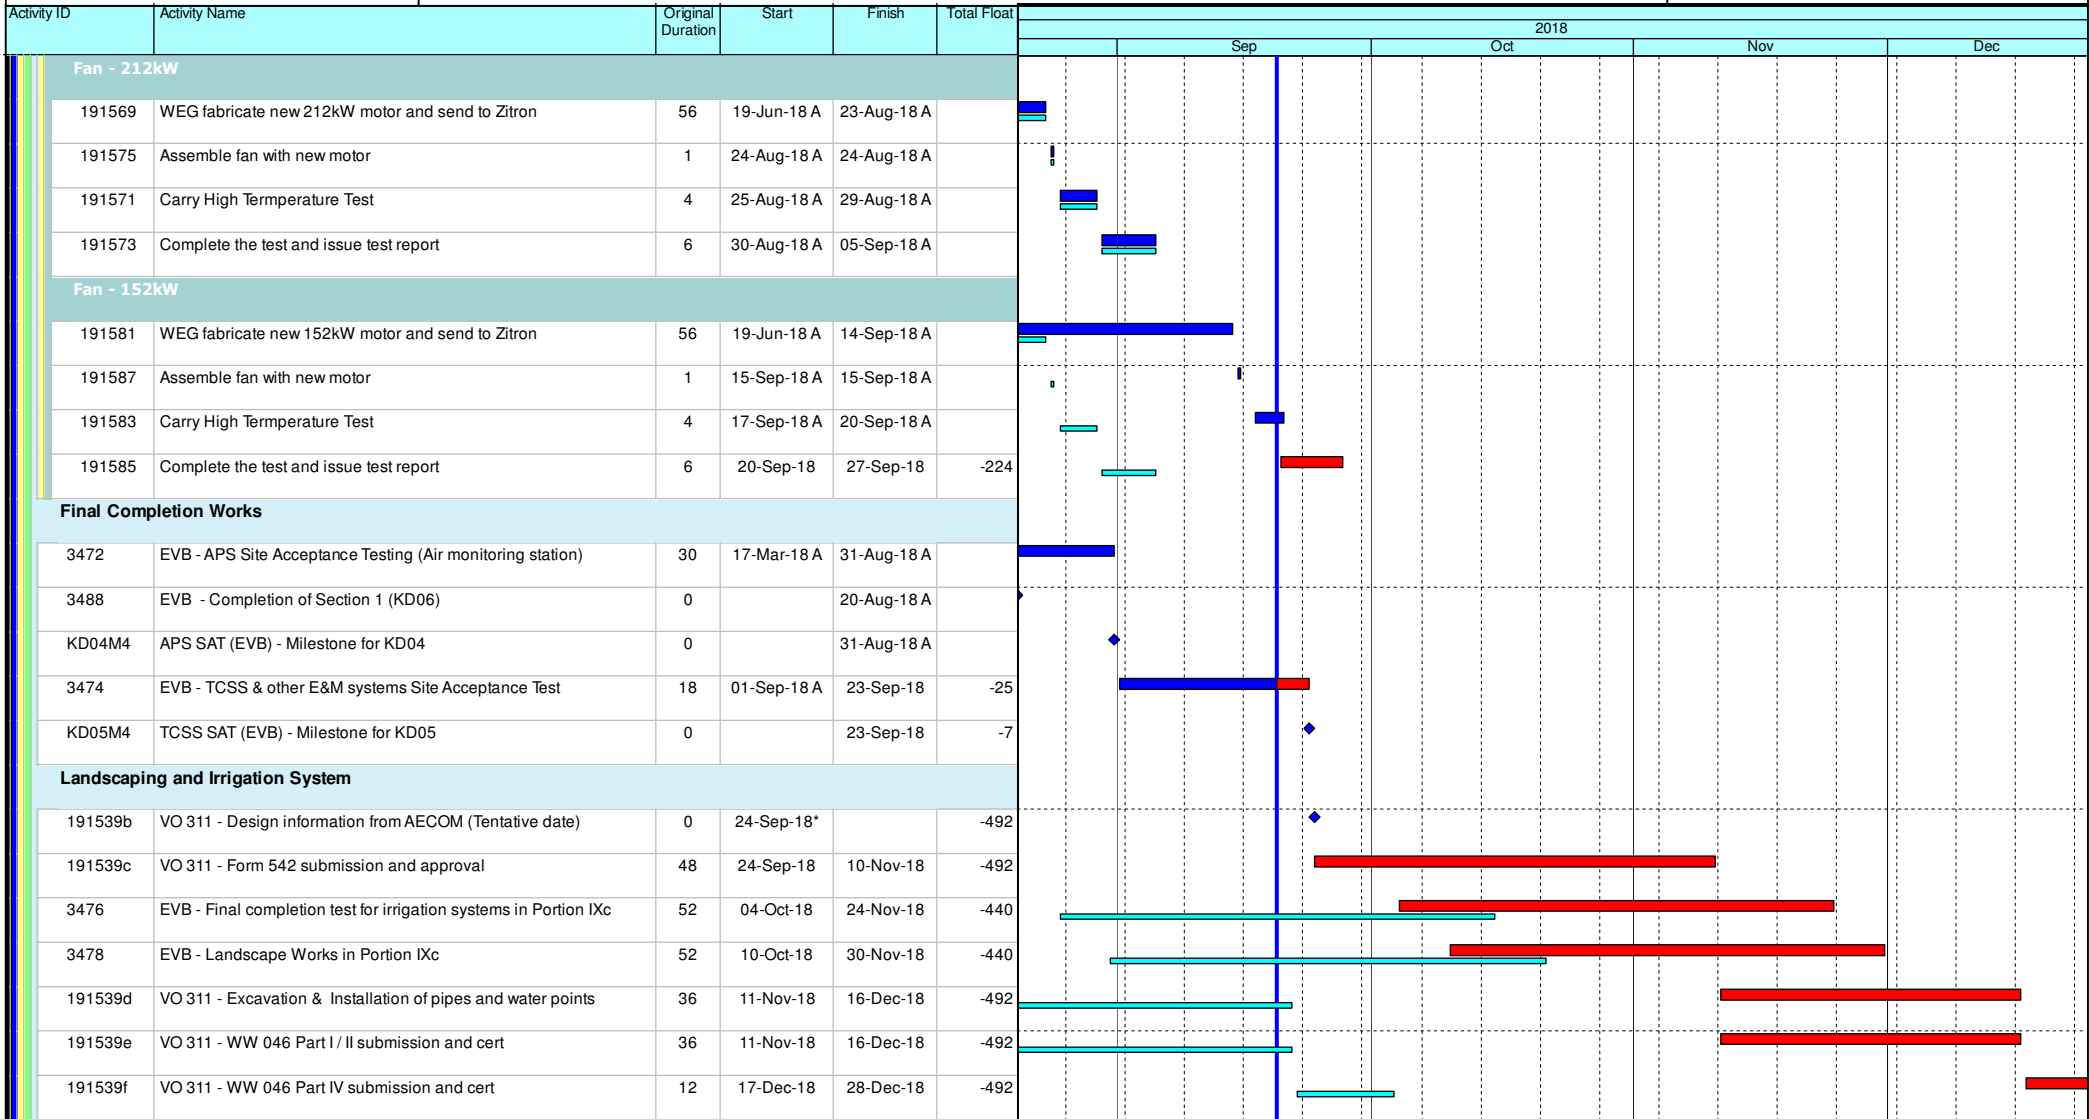 Activity ID Activity Name Original Duration Start Finish Total Float
2018
Sep Oct Nov Dec
Fan - 212kW
191569 WEG fabricate new 212kW motor and send to Zitron 56 19-Jun-18 A 23-Aug-18 A
191575 Assemble fan with new motor 1 24-Aug-18 A 24-Aug-18 A
191571 Carry High Termperature Test 4 25-Aug-18 A 29-Aug-18 A
191573 Complete the test and issue test report 6 30-Aug-18 A 05-Sep-18 A
Fan - 152kW
191581 WEG fabricate new 152kW motor and send to Zitron 56 19-Jun-18 A 14-Sep-18 A
191587 Assemble fan with new motor 1 15-Sep-18 A 15-Sep-18 A
191583 Carry High Termperature Test 4 17-Sep-18 A 20-Sep-18 A
191585 Complete the test and issue test report 6 20-Sep-18 27-Sep-18 -224
Final Completion Works
3472 EVB - APS Site Acceptance Testing (Air monitoring station) 30 17-Mar-18 A 31-Aug-18 A
3488 EVB - Completion of Section 1 (KD06) 0 20-Aug-18 A
KD04M4 APS SAT (EVB) - Milestone for KD04 0 31-Aug-18 A
3474 EVB - TCSS & other E&M systems Site Acceptance Test 18 01-Sep-18 A 23-Sep-18 -25
KD05M4 TCSS SAT (EVB) - Milestone for KD05 0 23-Sep-18 -7
Landscaping and Irrigation System
191539b VO 311 - Design information from AECOM (Tentative date) 0 24-Sep-18* -492
191539c VO 311 - Form 542 submission and approval 48 24-Sep-18 10-Nov-18 -492
3476 EVB - Final completion test for irrigation systems in Portion IXc 52 04-Oct-18 24-Nov-18 -440
3478 EVB - Landscape Works in Portion IXc 52 10-Oct-18 30-Nov-18 -440
191539d VO 311 - Excavation & Installation of pipes and water points 36 11-Nov-18 16-Dec-18 -492
191539e VO 311 - WW 046 Part I / II submission and cert 36 11-Nov-18 16-Dec-18 -492
191539f VO 311 - WW 046 Part IV submission and cert 12 17-Dec-18 28-Dec-18 -492